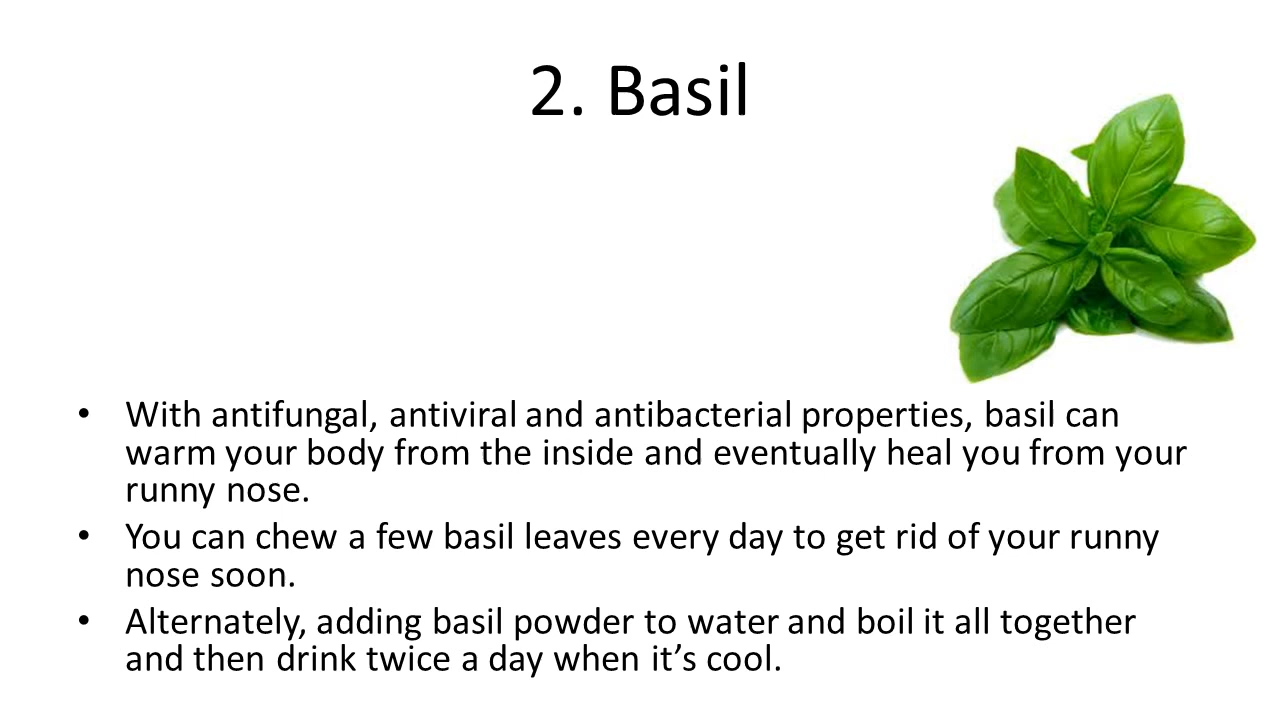 2. Basil
• With antifungal, antiviral and antibacterial properties, basil can
warm your body from the inside and eventually heal you from your
runny nose.
• You can chew a few basil leaves every day to get rid of your runny
nose soon.
• Alternately, adding basil powder to water and boil it all together
and then drink twice a day when it’s cool.